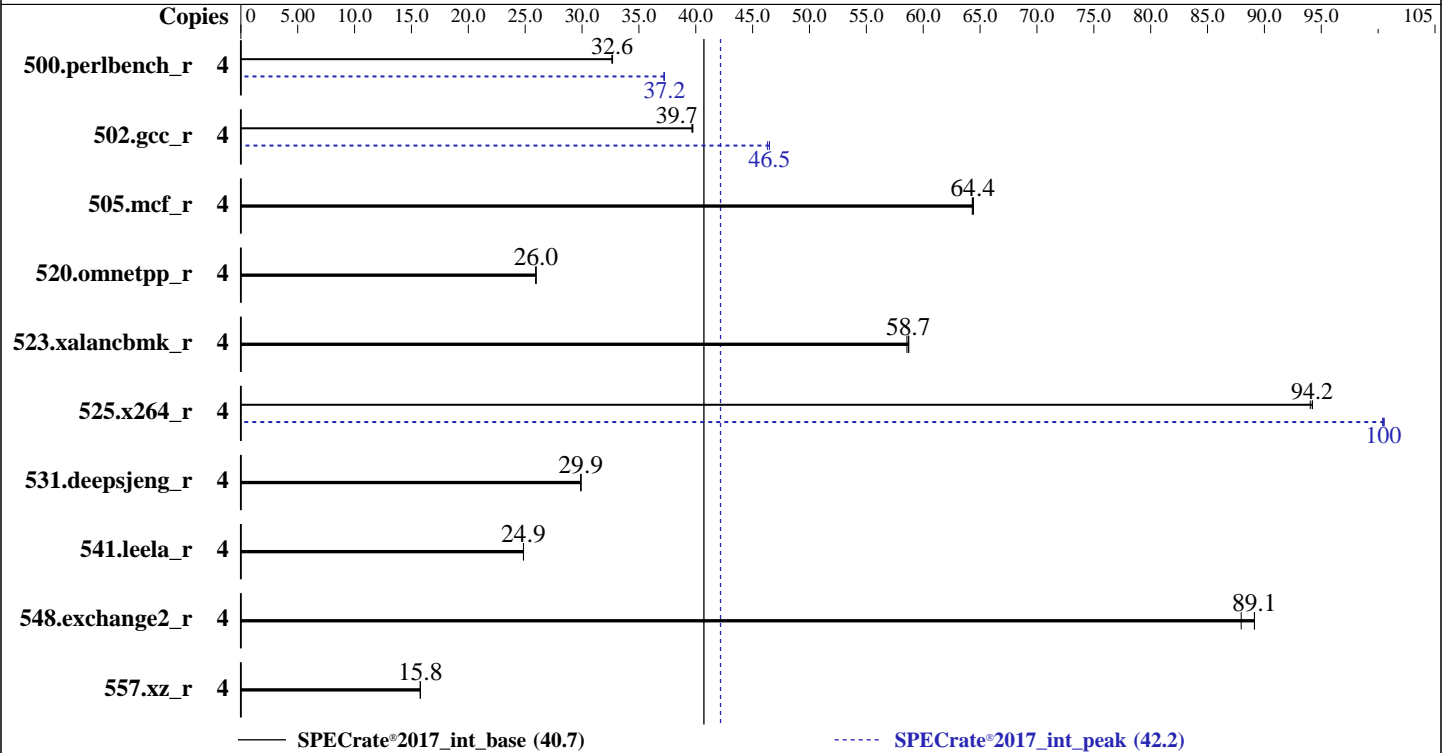 Copies 0 5.00 10.0 15.0 20.0 25.0 30.0 35.0 40.0 45.0 50.0 55.0 60.0 65.0 70.0 75.0 80.0 85.0 90.0 95.0 105
500.perlbench_r 4 32.6
37.2
502.gcc_r 4 39.7
46.5
505.mcf_r 4 64.4
520.omnetpp_r 4 26.0
523.xalancbmk_r 4 58.7
525.x264_r 4 94.2
100
531.deepsjeng_r 4 29.9
541.leela_r 4 24.9
548.exchange2_r 4 89.1
557.xz_r 4 15.8
SPECrate®2017_int_base (40.7) SPECrate®2017_int_peak (42.2)